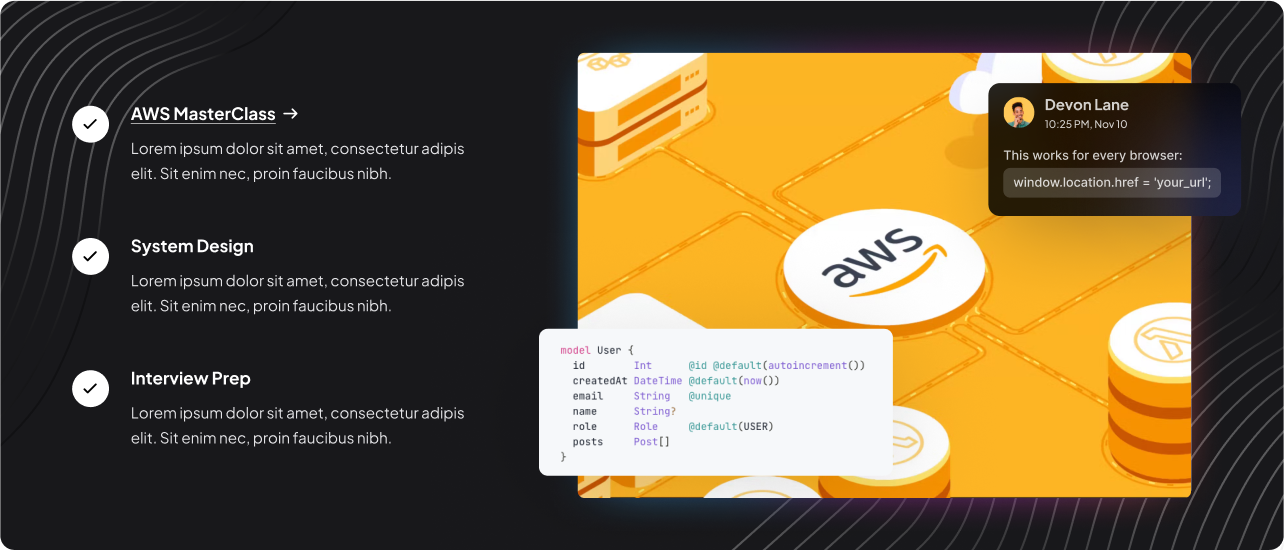 AWS MasterClass →
Lorem ipsum dolor sit amet, consectetur adipis
elit. Sit enim nec, proin faucibus nibh.
System Design
Lorem ipsum dolor sit amet, consectetur adipis
elit. Sit enim nec, proin faucibus nibh.
Interview Prep
Lorem ipsum dolor sit amet, consectetur adipis
elit. Sit enim nec, proin faucibus nibh.
Devon Lane
10:25 PM, Nov 10
This works for every browser:
window.location.href = 'your_url';
aws
model User {
  id        Int      @id @default(autoincrement())
  createdAt DateTime @default(now())
  email     String   @unique
  name      String?
  role      Role     @default(USER)
  posts     Post[]
}